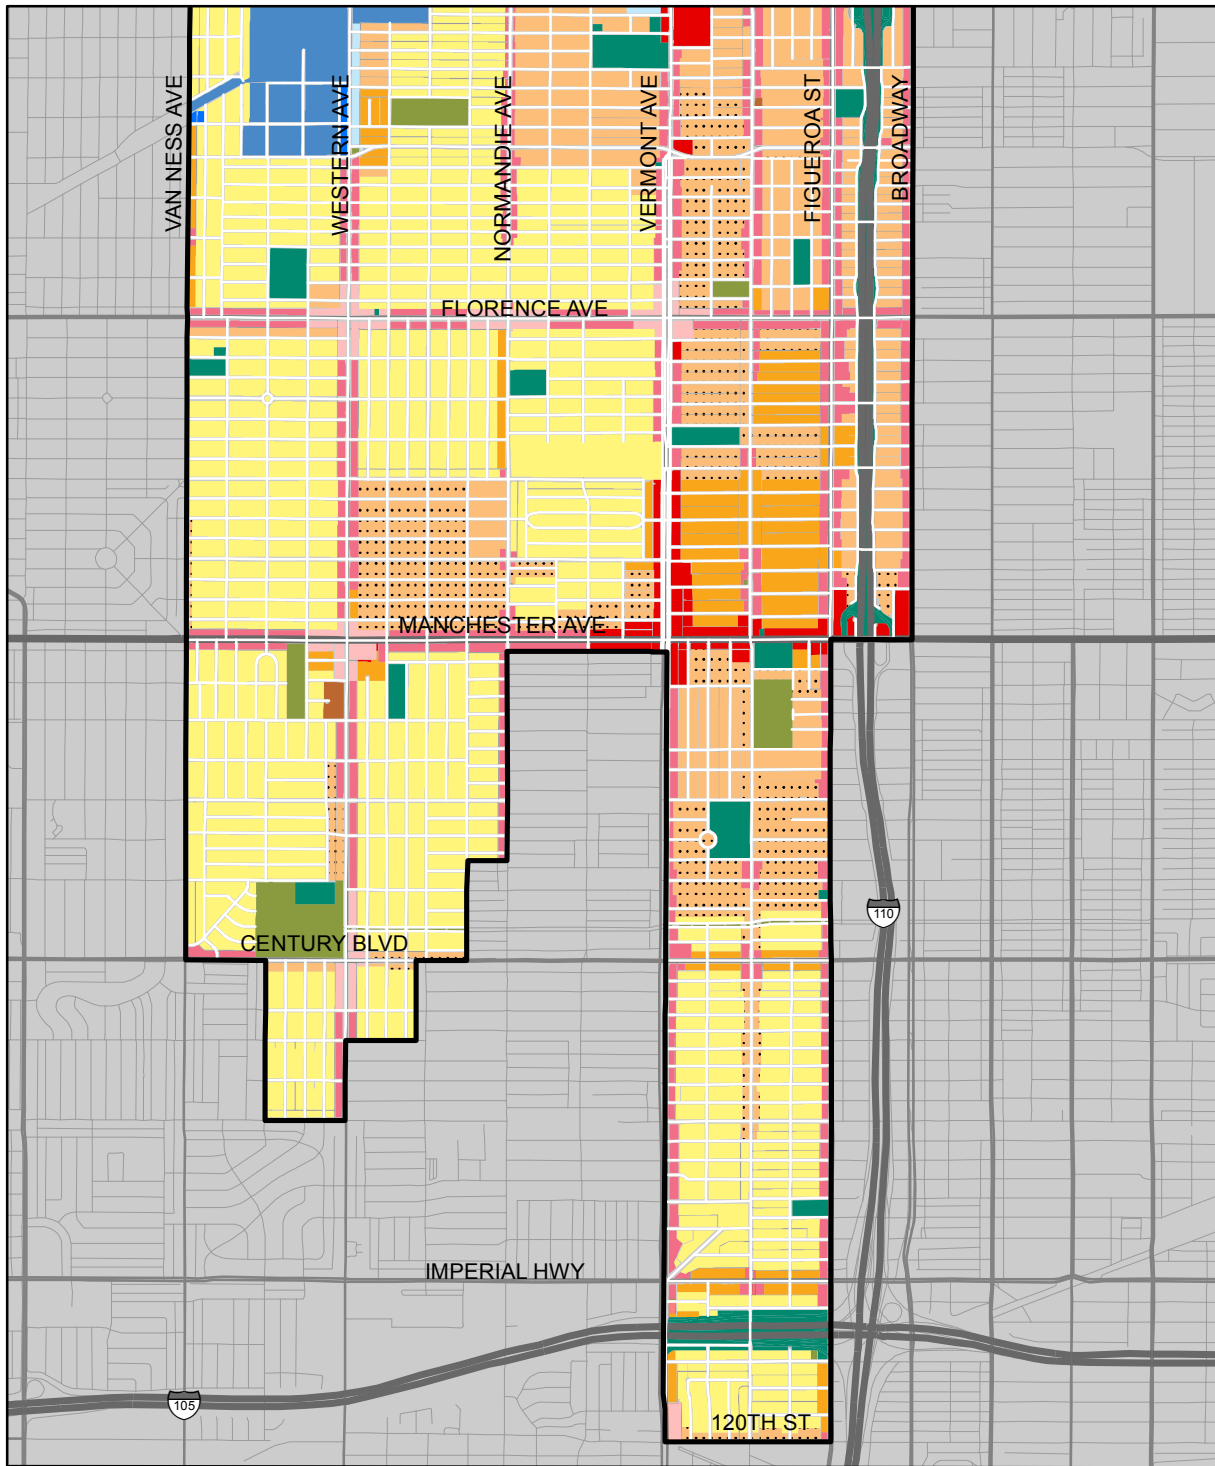 VAN NESS AVE
WESTERN AVE
NORMANDIE AVE
VERMONT AVE
FIGUEROA ST
BROADWAY
FLORENCE AVE
MANCHESTER AVE
110
CENTURY BLVD
IMPERIAL HWY
105
120TH ST